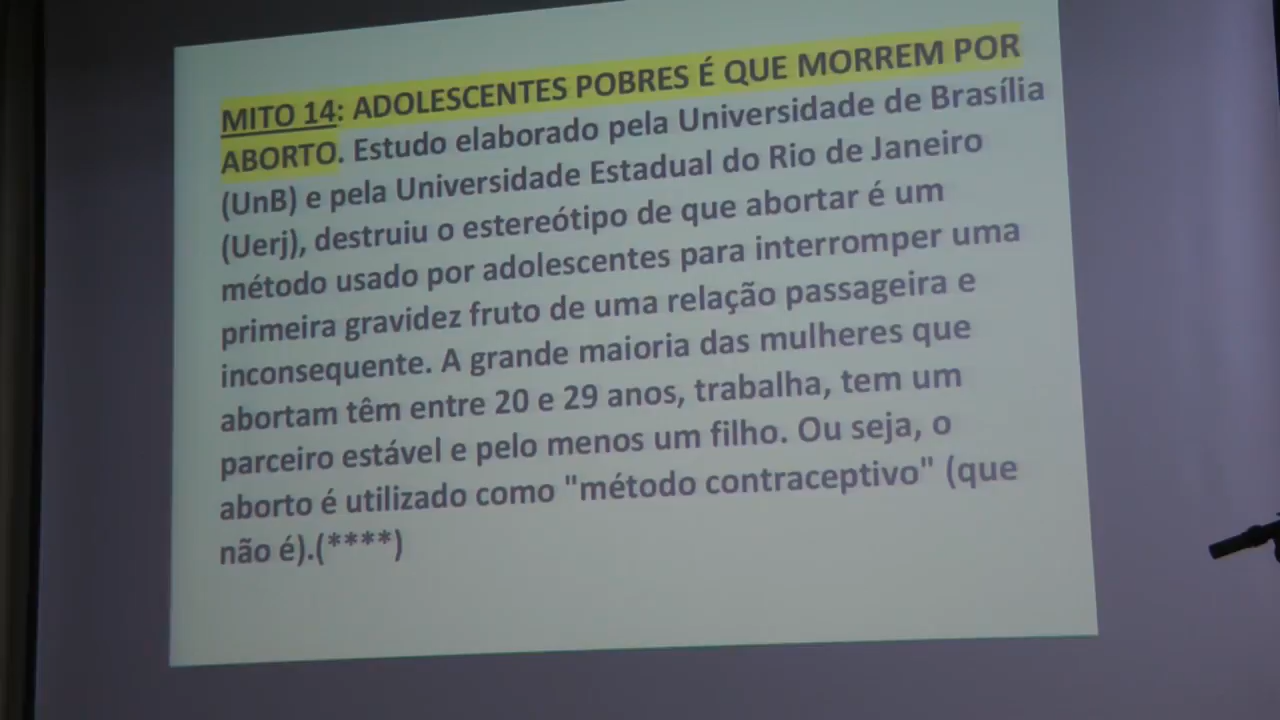 MITO 14: ADOLESCENTES POBRES É QUE MORREM POR
ABORTO. Estudo elaborado pela Universidade de Brasília
(UnB) e pela Universidade Estadual do Rio de Janeiro
(Uerj), destruiu o estereótipo de que abortar é um
método usado por adolescentes para interromper uma
primeira gravidez fruto de uma relação passageira e
inconsequente. A grande maioria das mulheres que
abortam têm entre 20 e 29 anos, trabalha, tem um
parceiro estável e pelo menos um filho. Ou seja, o
aborto é utilizado como "método contraceptivo" (que
não é).(****)